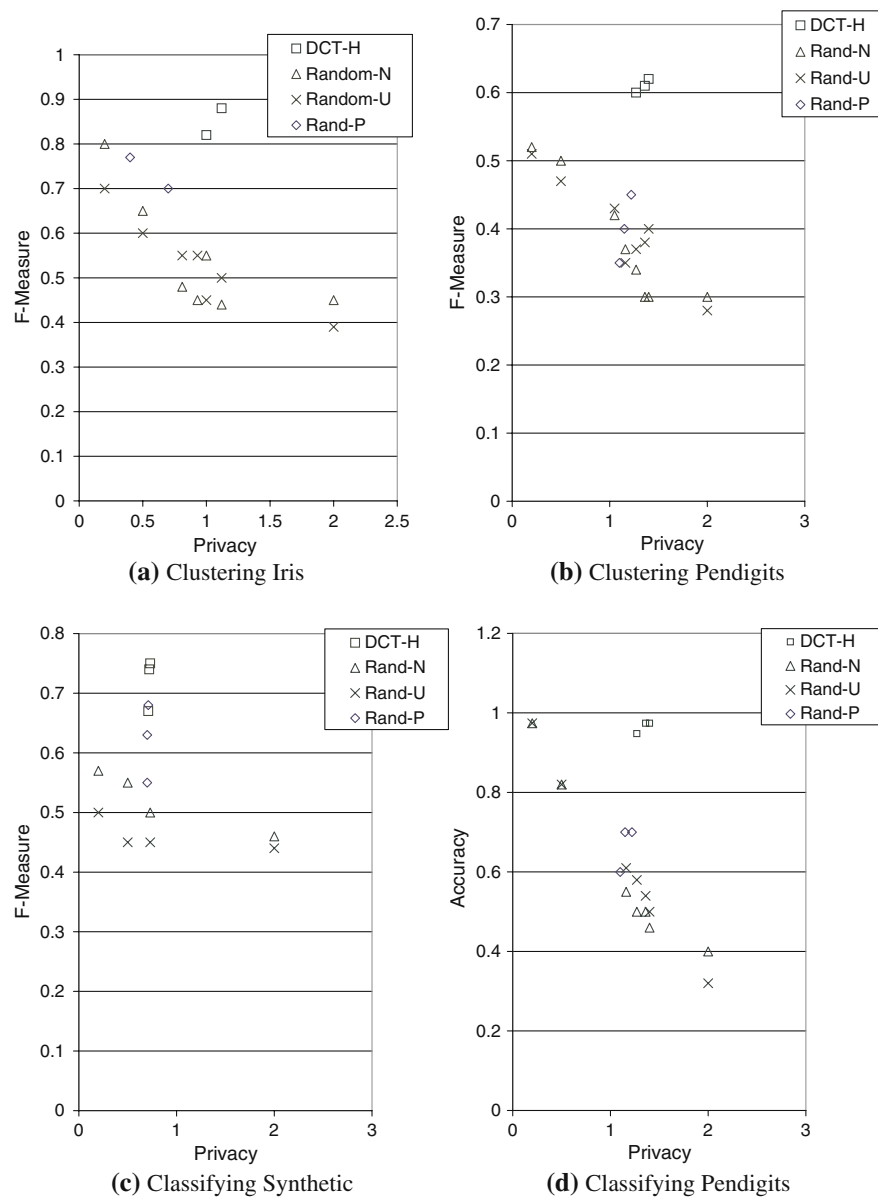 1
0.9
0.8
0.7
0.6
0.5
0.4
0.3
0.2
0.1
0
F-Measure
0 0.5 1 1.5 2 2.5
Privacy
DCT-H
Random-N
Random-U
Rand-P
(a) Clustering Iris
0.7
0.6
0.5
0.4
0.3
0.2
0.1
0
F-Measure
0 1 2 3
Privacy
DCT-H
Rand-N
Rand-U
Rand-P
(b) Clustering Pendigits
0.8
0.7
0.6
0.5
0.4
0.3
0.2
0.1
0
F-Measure
0 1 2 3
Privacy
DCT-H
Rand-N
Rand-U
Rand-P
(c) Classifying Synthetic
1.2
1
0.8
0.6
0.4
0.2
0
Accuracy
0 1 2 3
Privacy
DCT-H
Rand-N
Rand-U
Rand-P
(d) Classifying Pendigits